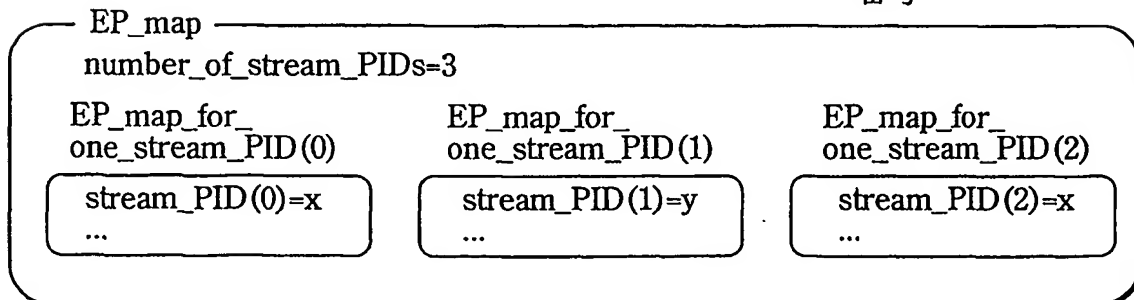 EP_map
number_of_stream_PIDs=3
EP_map_for_
one_stream_PID(0)
EP_map_for_
one_stream_PID(1)
EP_map_for_
one_stream_PID(2)
stream_PID(0)=x
...
stream_PID(1)=y
...
stream_PID(2)=x
...